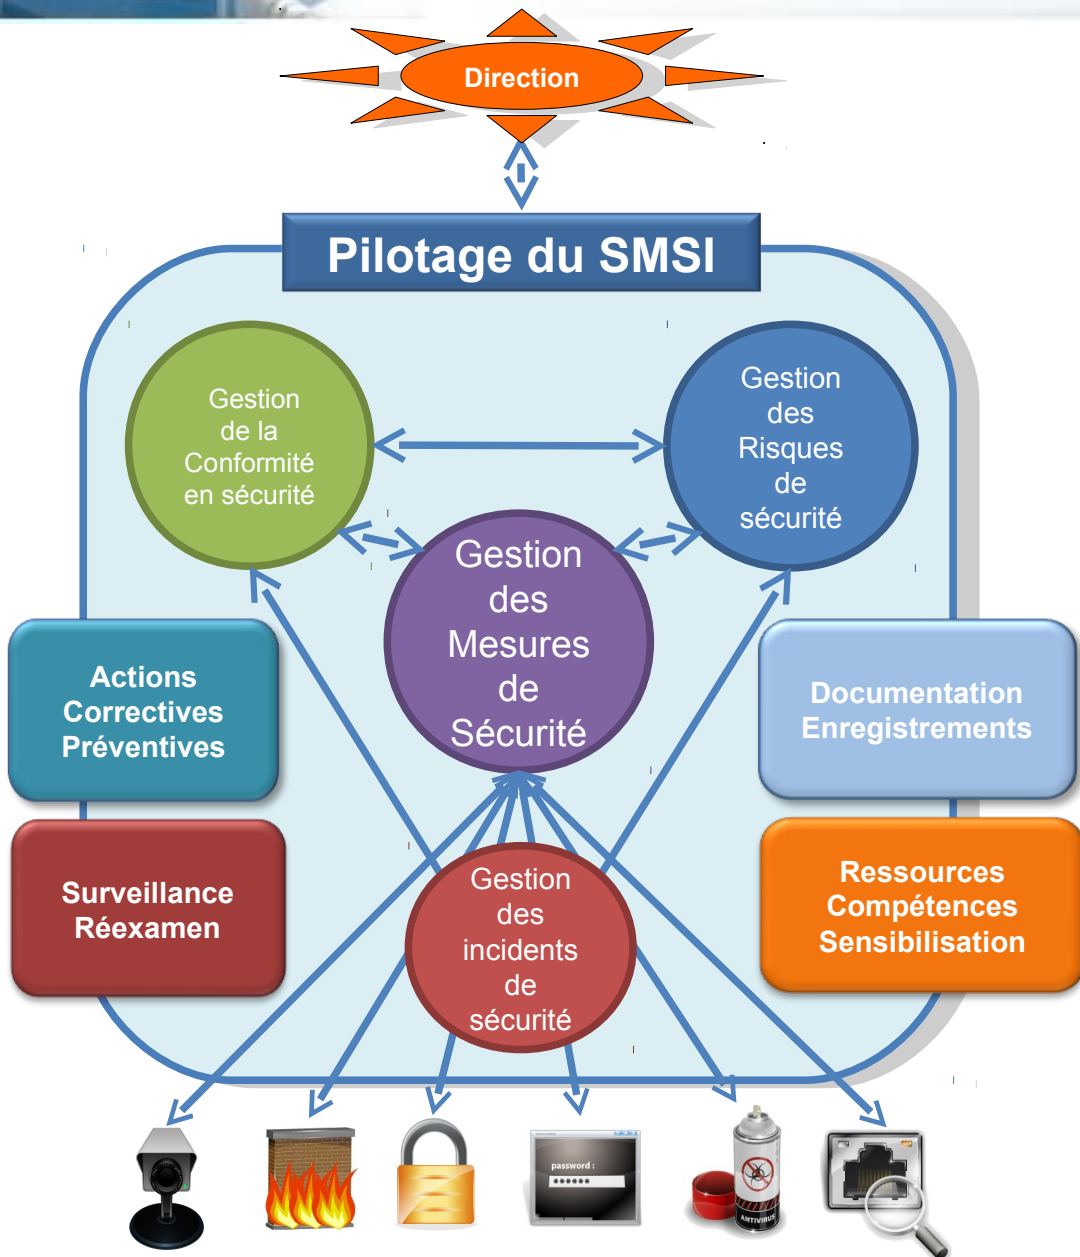 Direction
Pilotage du SMSI
Gestion
de la
Conformité
en sécurité
Gestion
des
Risques
de
sécurité
Gestion
des
Mesures
de
Sécurité
Actions
Correctives
Préventives
Documentation
Enregistrements
Surveillance
Réexamen
Ressources
Compétences
Sensibilisation
Gestion
des
incidents
de
sécurité
password :
******
ANTIVIRUS